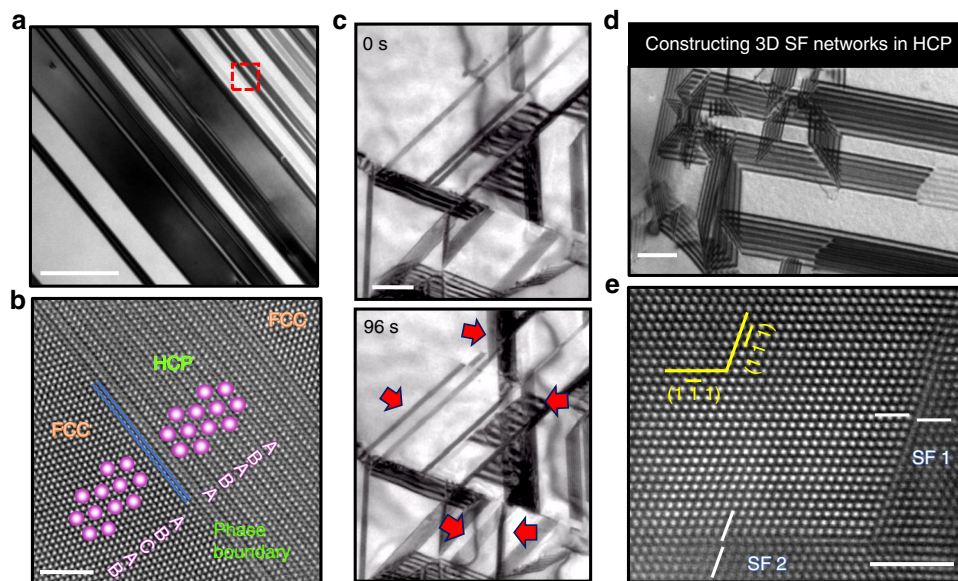 a
b
c
d
e
0 s
96 s
Constructing 3D SF networks in HCP
FCC
HCP
FCC
A B A B A
A B C A B
Phase
boundary
(1 1 1)
(1 1̄ 1)
SF 1
SF 2